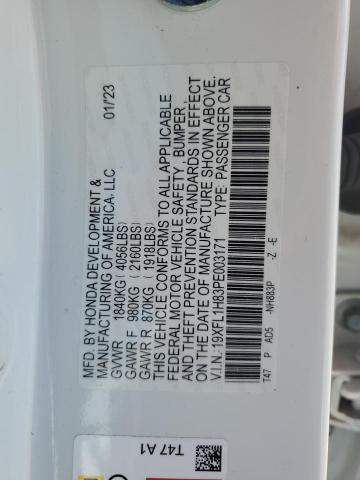 MFD. BY HONDA DEVELOPMENT & 01/'23
MANUFACTURING OF AMERICA, LLC
GVWR 1840KG (4056LBS)
GAWR F 980KG (2160LBS)
GAWR R 870KG (1918LBS)
THIS VEHICLE CONFORMS TO ALL APPLICABLE
FEDERAL MOTOR VEHICLE SAFETY, BUMPER,
AND THEFT PREVENTION STANDARDS IN EFFECT
ON THE DATE OF MANUFACTURE SHOWN ABOVE.
V.I.N.:19XFL1H83PE003171 TYPE: PASSENGER CAR
T47 P AD5 -NH883P -Z -E
T47 A1